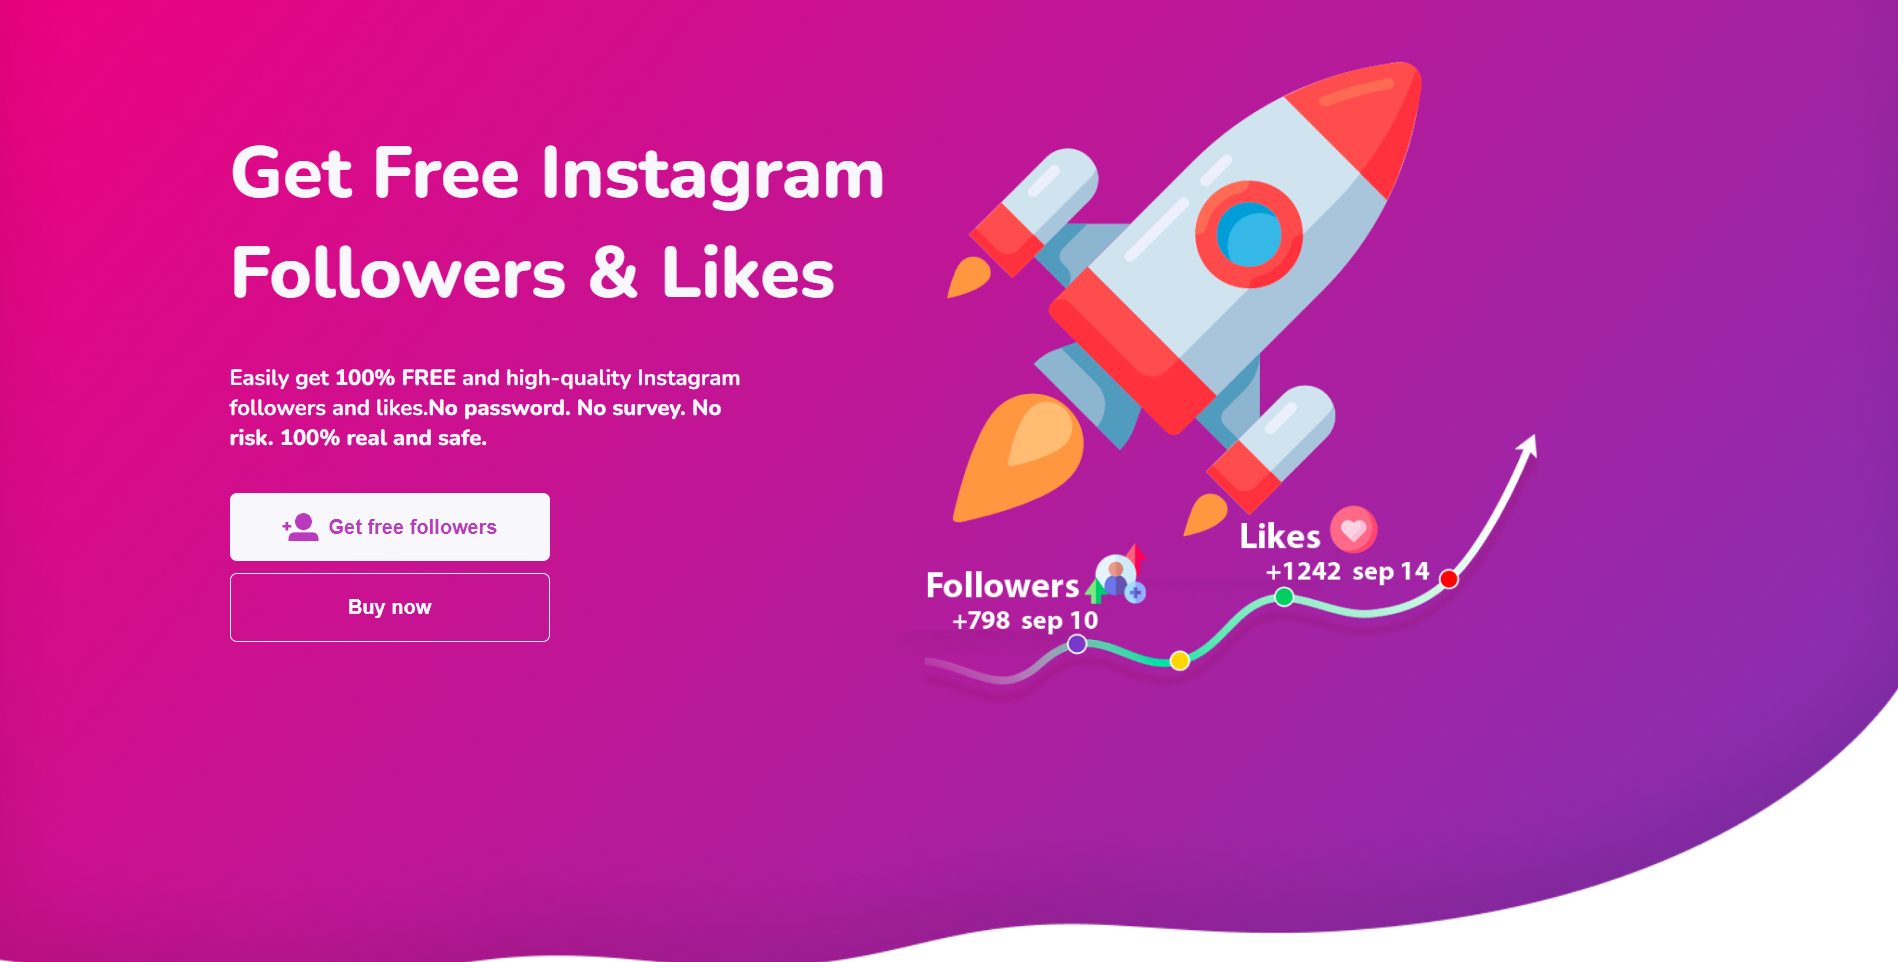 Get Free Instagram
Followers & Likes
Easily get 100% FREE and high-quality Instagram
followers and likes.No password. No survey. No
risk. 100% real and safe.
Get free followers
Buy now
Likes
+1242 sep 14
Followers
+798 sep 10